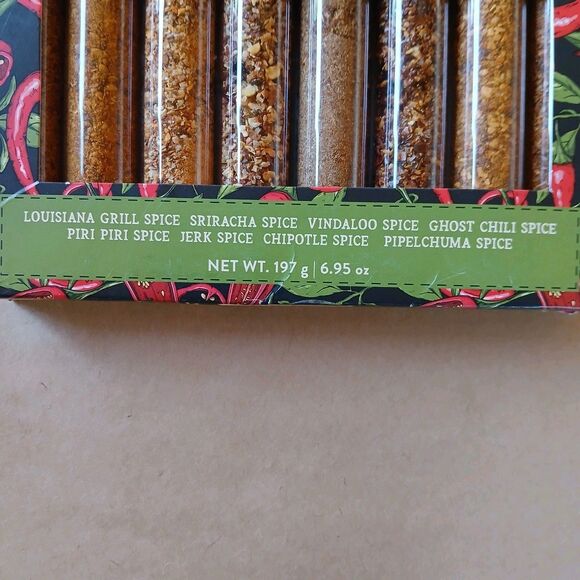 LOUISIANA GRILL SPICE SRIRACHA SPICE VINDALOO SPICE GHOST CHILI SPICE
PIRI PIRI SPICE JERK SPICE CHIPOTLE SPICE PIPELCHUMA SPICE
NET WT. 197 g | 6.95 oz